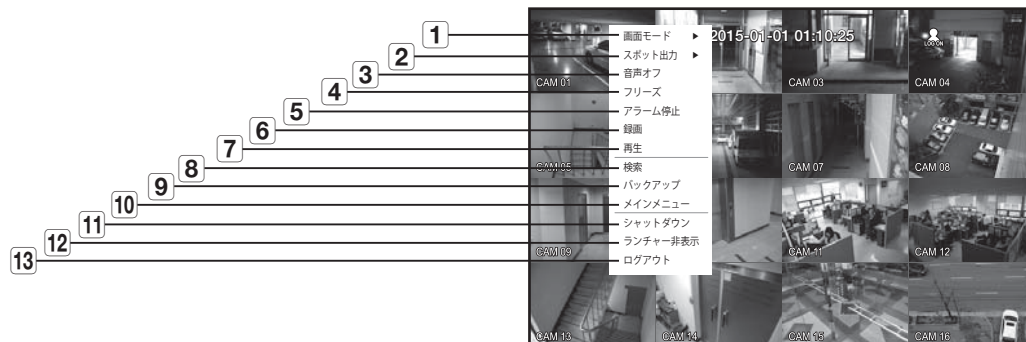 1 画面モード ▶ 2015-01-01 01:10:25
2 スポット出力 ▶
3 音声オフ
4 フリーズ
5 アラーム停止
6 録画
7 再生
8 検索
9 バックアップ
10 メインメニュー
11 シャットダウン
12 ランチャー非表示
13 ログアウト
LOG ON
CAM 01
CAM 03
CAM 04
CAM 05
CAM 07
CAM 08
CAM 09
CAM 11
CAM 12
CAM 13
CAM 14
CAM 15
CAM 16